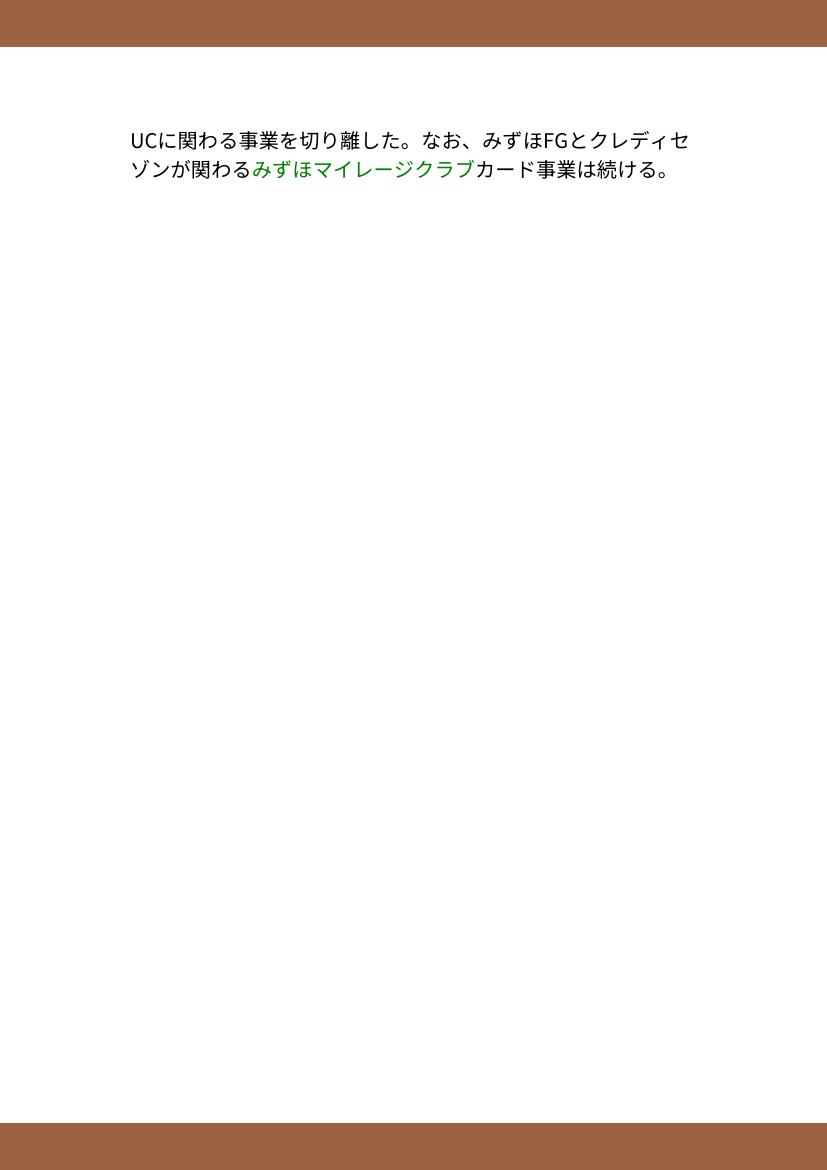 UCに関わる事業を切り離した。なお、みずほFGとクレディセ
ゾンが関わるみずほマイレージクラブカード事業は続ける。